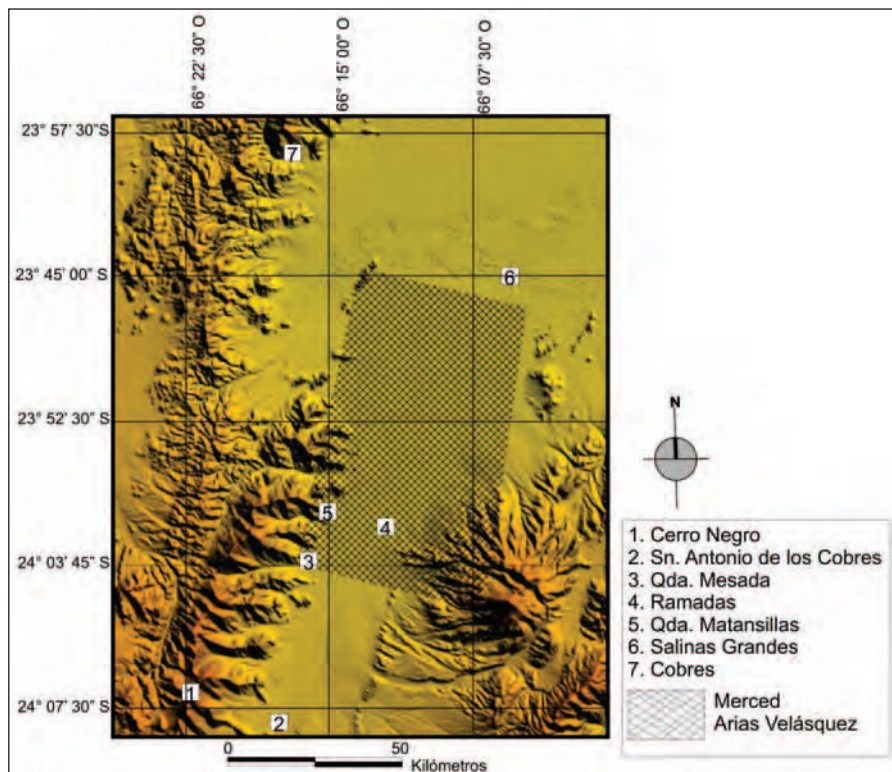 66° 22' 30" O
66° 15' 00" O
66° 07' 30" O
23° 57' 30"S
7
23° 45' 00" S
6
23° 52' 30" S
5
4
24° 03' 45" S
3
1
24° 07' 30" S
2
0 50
Kilómetros
N
1. Cerro Negro
2. Sn. Antonio de los Cobres
3. Qda. Mesada
4. Ramadas
5. Qda. Matansillas
6. Salinas Grandes
7. Cobres
Merced
Arias Velásquez